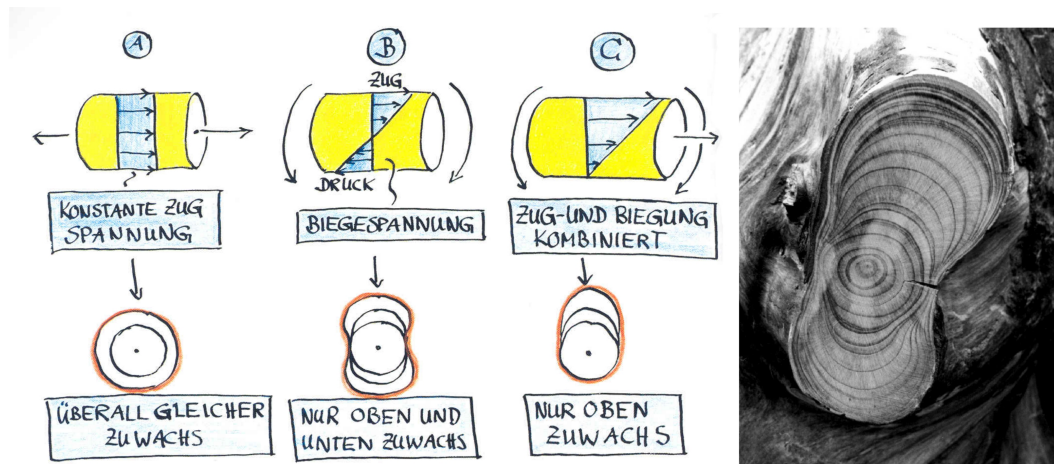 A
KONSTANTE ZUG
SPANNUNG
ÜBERALL GLEICHER
ZUWACHS
B
ZUG
DRUCK
BIEGESPANNUNG
NUR OBEN UND
UNTEN ZUWACHS
C
ZUG-UND BIEGUNG
KOMBINIERT
NUR OBEN
ZUWACHS